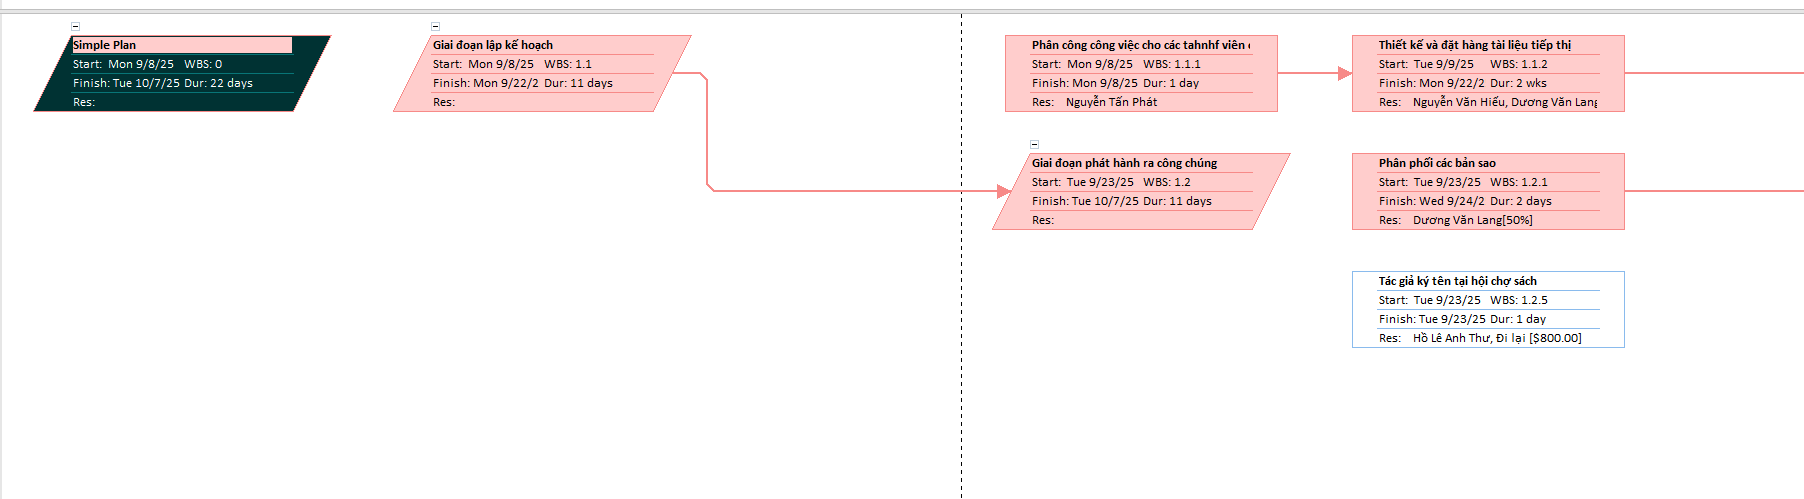 Simple Plan
Start: Mon 9/8/25 WBS: 0
Finish: Tue 10/7/25 Dur: 22 days
Res:
Giai đoạn lập kế hoạch
Start: Mon 9/8/25 WBS: 1.1
Finish: Mon 9/22/2 Dur: 11 days
Res:
Phân công công việc cho các tahnhf viên
Start: Mon 9/8/25 WBS: 1.1.1
Finish: Mon 9/8/25 Dur: 1 day
Res: Nguyễn Tấn Phát
Thiết kế và đặt hàng tài liệu tiếp thị
Start: Tue 9/9/25 WBS: 1.1.2
Finish: Mon 9/22/2 Dur: 2 wks
Res: Nguyễn Văn Hiếu, Dương Văn Lang
Giai đoạn phát hành ra công chúng
Start: Tue 9/23/25 WBS: 1.2
Finish: Tue 10/7/25 Dur: 11 days
Res:
Phân phối các bản sao
Start: Tue 9/23/25 WBS: 1.2.1
Finish: Wed 9/24/2 Dur: 2 days
Res: Dương Văn Lang[50%]
Tác giả ký tên tại hội chợ sách
Start: Tue 9/23/25 WBS: 1.2.5
Finish: Tue 9/23/25 Dur: 1 day
Res: Hồ Lê Anh Thư, Đi lại [$800.00]